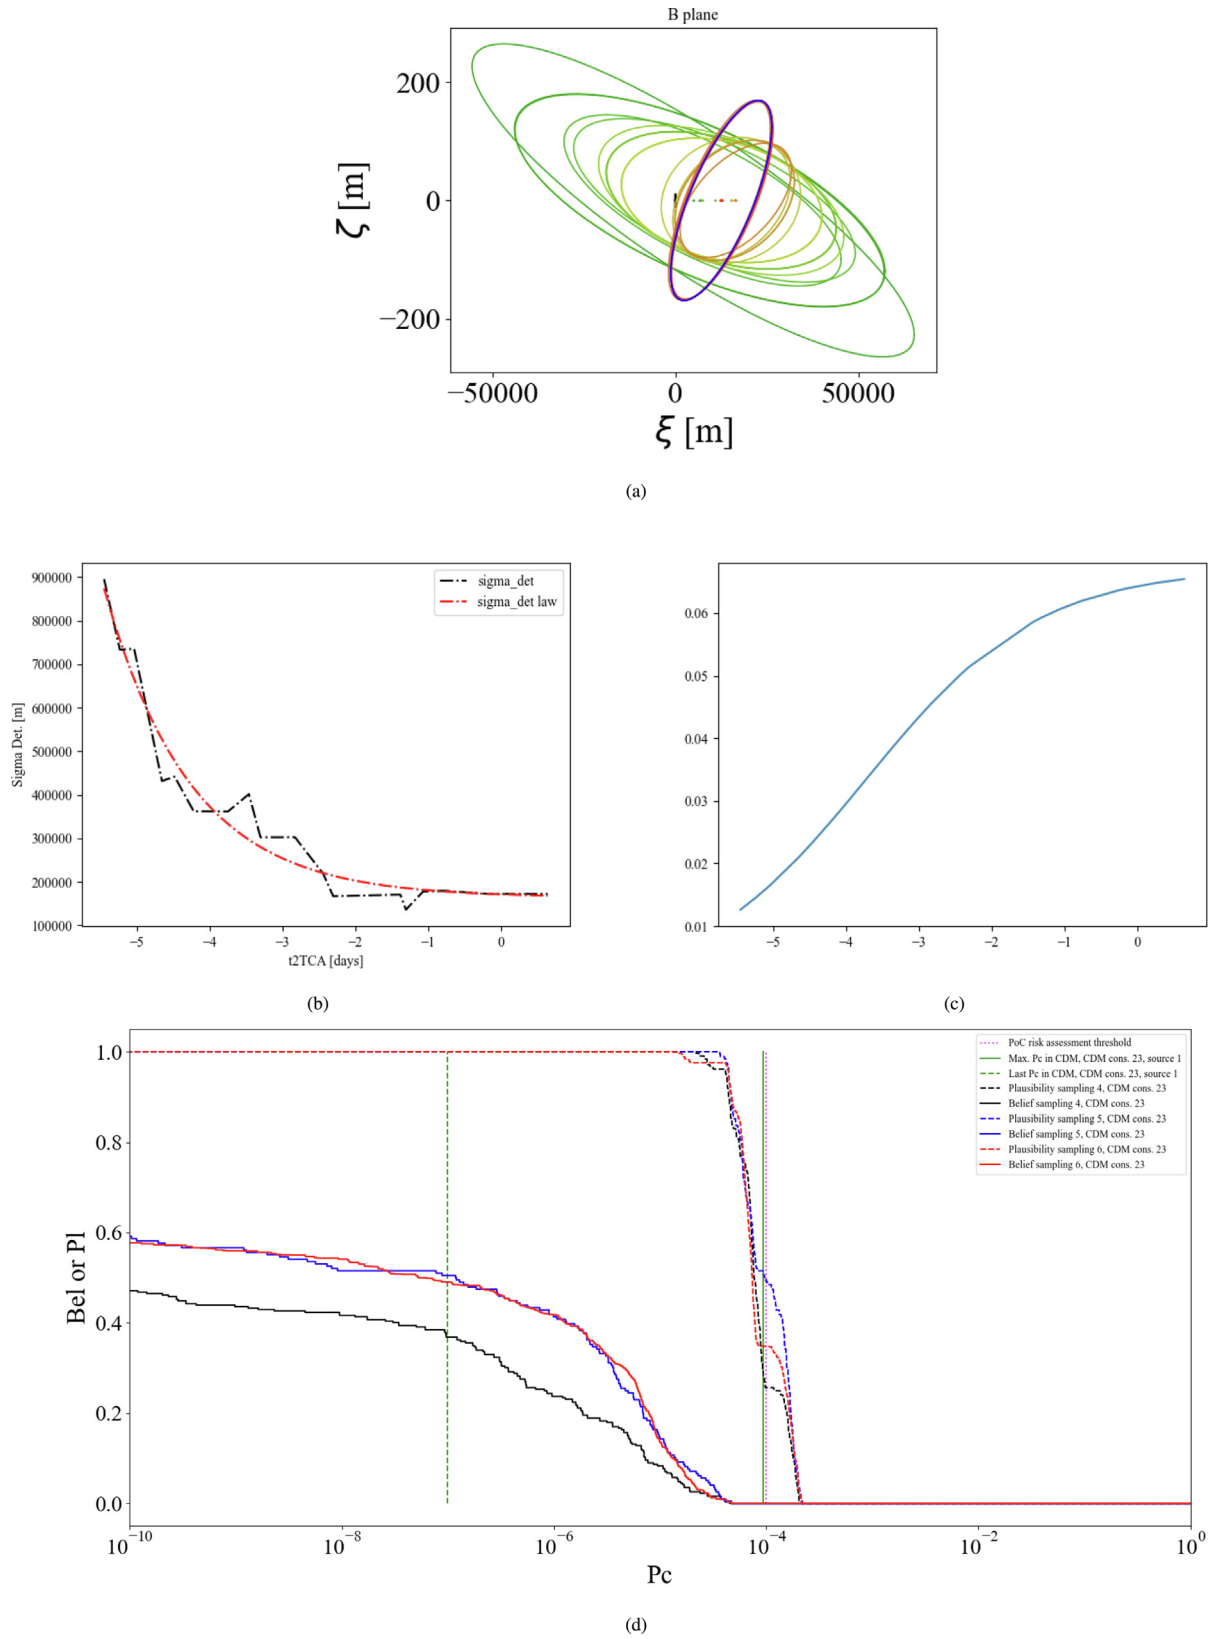 B plane
200
0
−200
ζ [m]
−50000
0
50000
ξ [m]
(a)
900000
800000
700000
600000
500000
400000
300000
200000
100000
Sigma Det. [m]
sigma_det
sigma_det law
−5
−4
−3
−2
−1
0
t2TCA [days]
(b)
0.06
0.05
0.04
0.03
0.02
0.01
−5
−4
−3
−2
−1
0
(c)
1.0
0.8
0.6
0.4
0.2
0.0
Bel or Pl
PoC risk assessment threshold
Max. Pc in CDM, CDM cons. 23, source 1
Last Pc in CDM, CDM cons. 23, source 1
Plausibility sampling 4, CDM cons. 23
Belief sampling 4, CDM cons. 23
Plausibility sampling 5, CDM cons. 23
Belief sampling 5, CDM cons. 23
Plausibility sampling 6, CDM cons. 23
Belief sampling 6, CDM cons. 23
10⁻¹⁰
10⁻⁸
10⁻⁶
10⁻⁴
10⁻²
10⁰
Pc
(d)